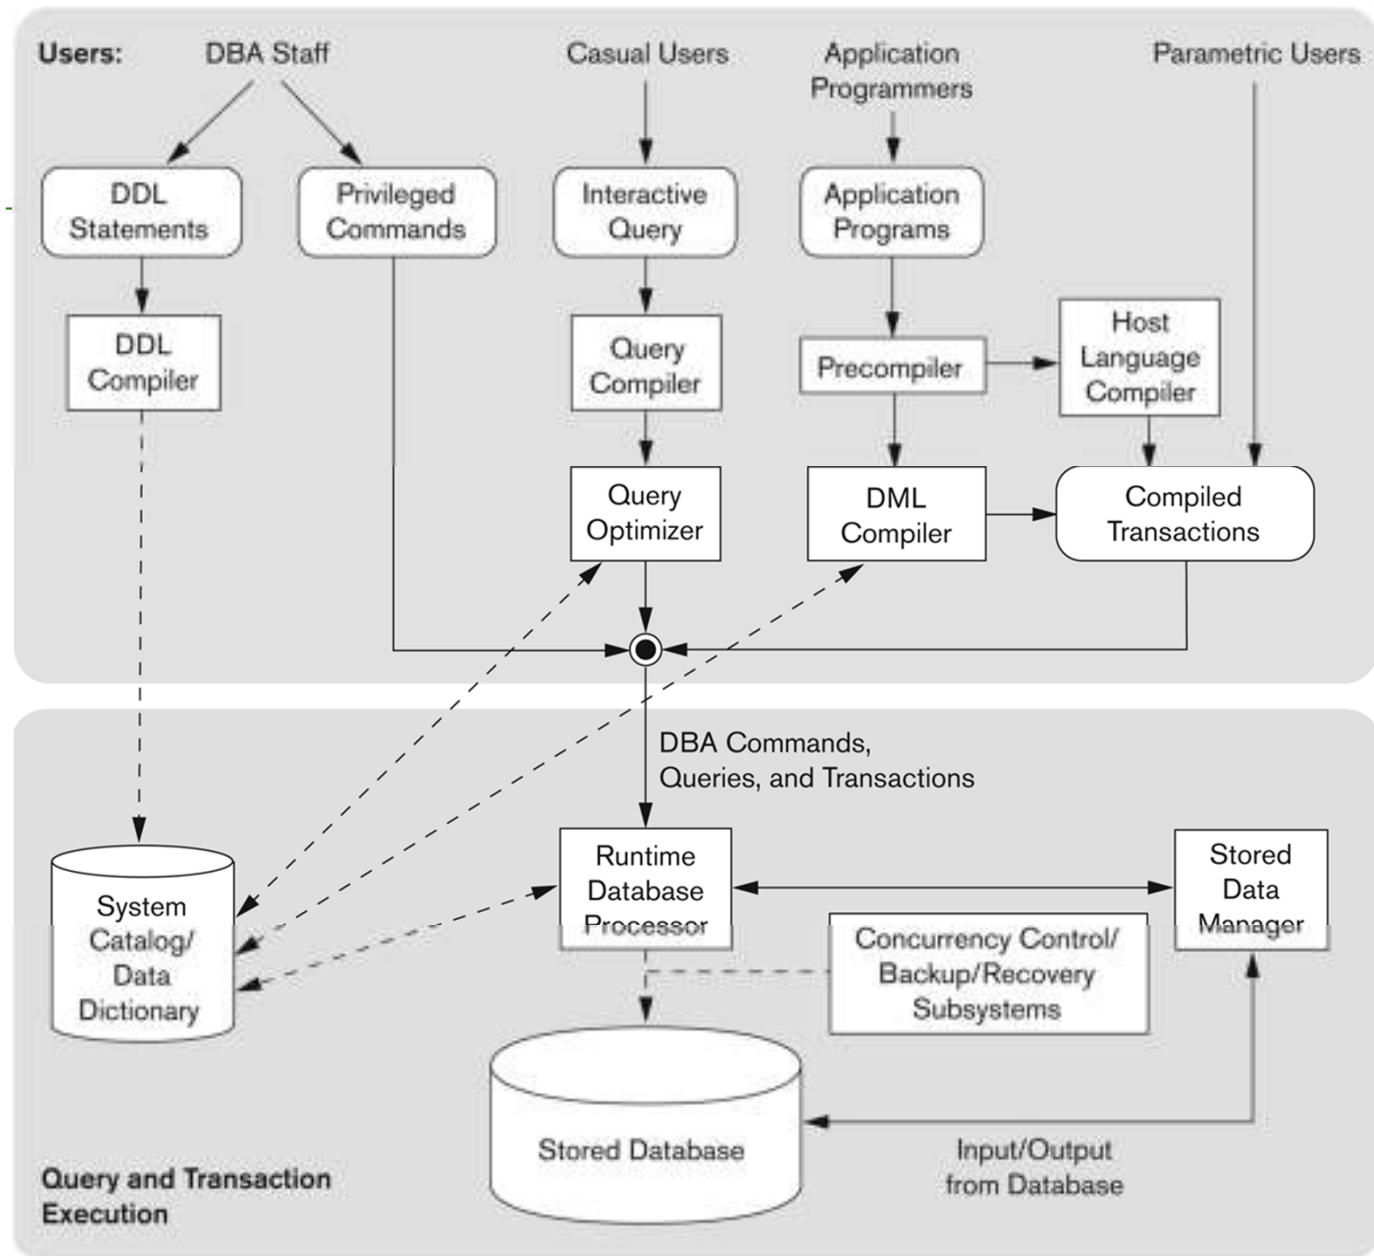 Users:
DBA Staff
Casual Users
Application
Programmers
Parametric Users
DDL
Statements
Privileged
Commands
Interactive
Query
Application
Programs
DDL
Compiler
Query
Compiler
Precompiler
Host
Language
Compiler
Query
Optimizer
DML
Compiler
Compiled
Transactions
DBA Commands,
Queries, and Transactions
System
Catalog/
Data
Dictionary
Runtime
Database
Processor
Stored
Data
Manager
Concurrency Control/
Backup/Recovery
Subsystems
Stored Database
Input/Output
from Database
Query and Transaction
Execution